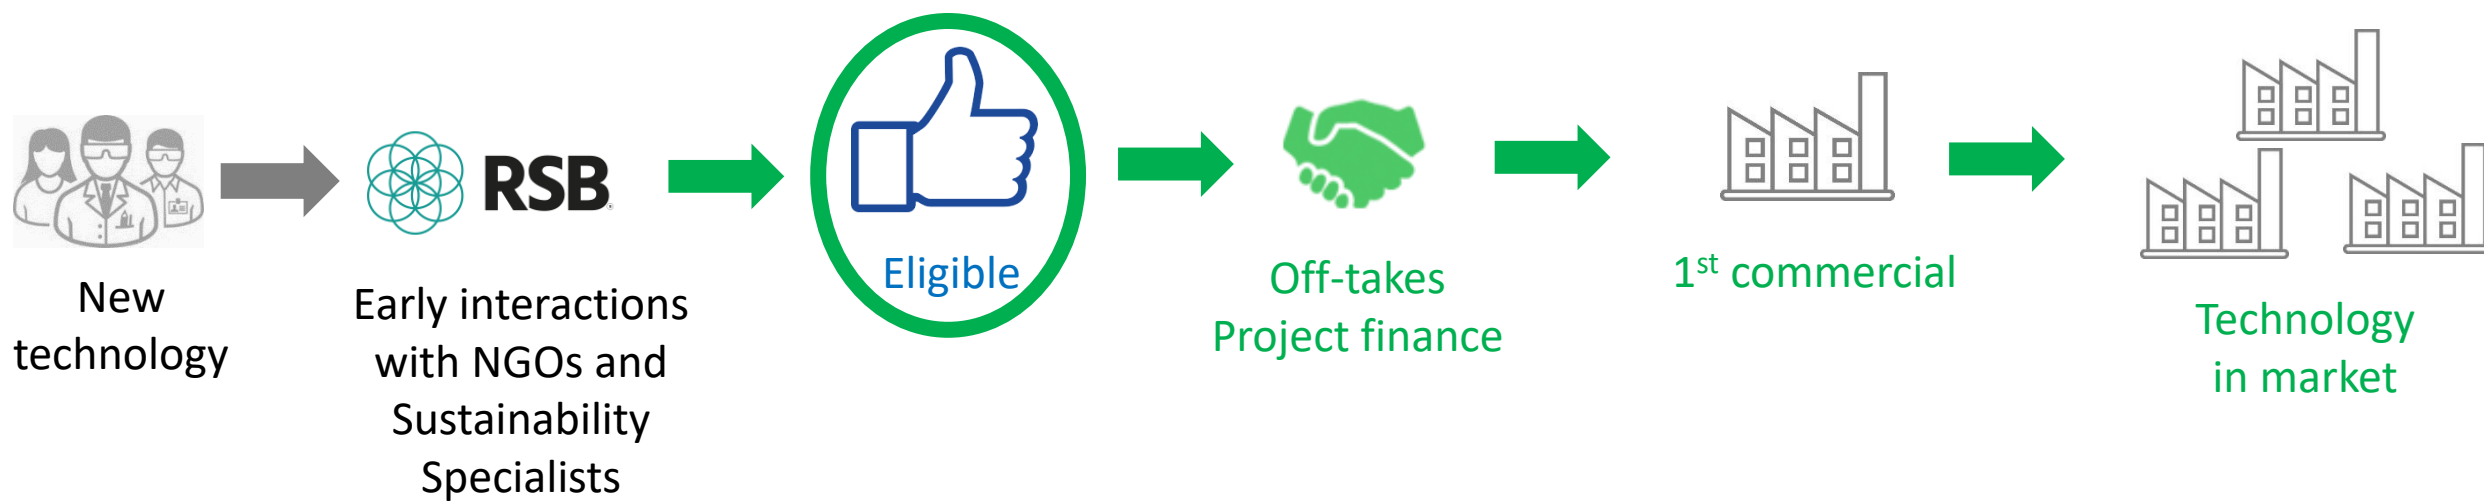 New
technology
RSB
Early interactions
with NGOs and
Sustainability
Specialists
Eligible
Off-takes
Project finance
1st commercial
Technology
in market